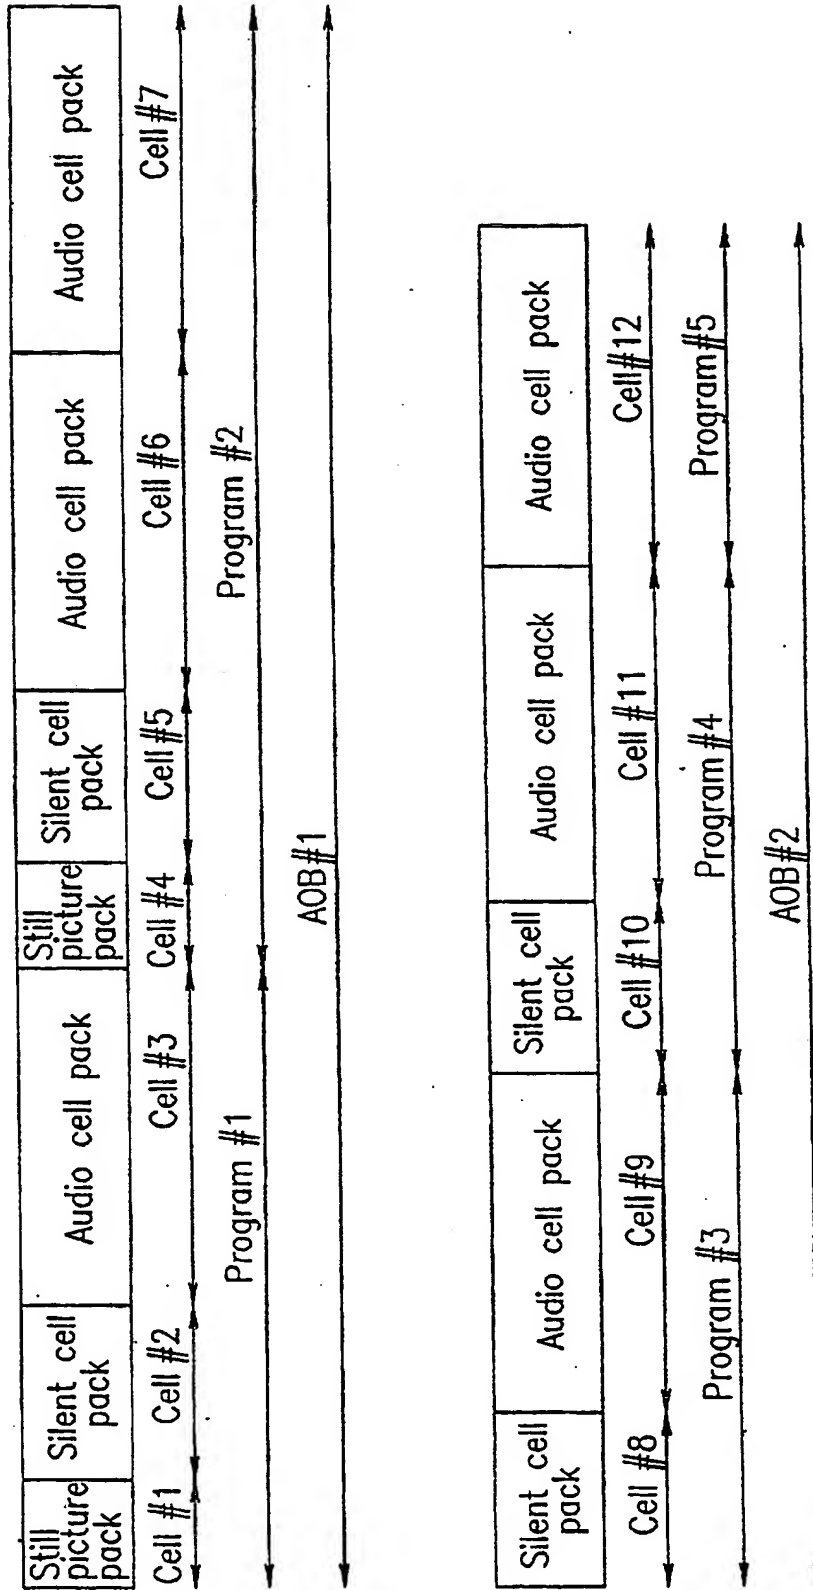 Still
picture
pack
Silent cell
pack
Audio cell pack
Still
picture
pack
Silent cell
pack
Audio cell pack
Audio cell pack
Cell #1
Cell #2
Cell #3
Cell #4
Cell #5
Cell #6
Cell #7
Program #1
Program #2
AOB#1
Silent cell
pack
Audio cell pack
Silent cell
pack
Audio cell pack
Audio cell pack
Cell #8
Cell #9
Cell #10
Cell #11
Cell#12
Program #3
Program #4
Program#5
AOB#2